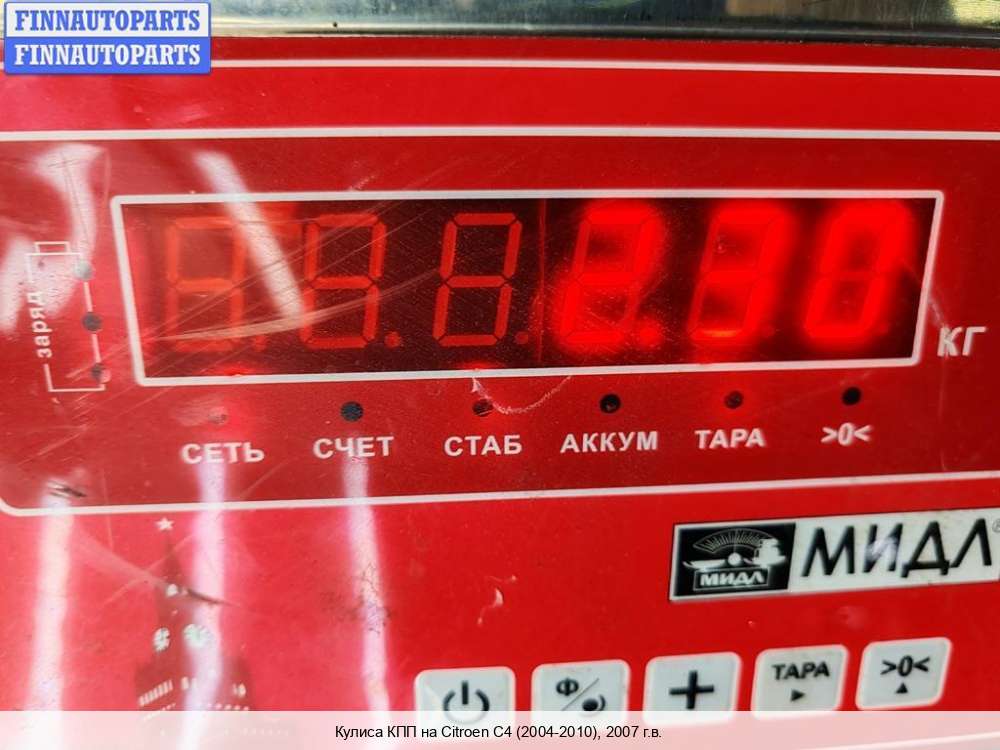 FINNAUTOPARTS
FINNAUTOPARTS
2.30
КГ
заряд
СЕТЬ СЧЕТ СТАБ АККУМ ТАРА >0<
МИДЛ МИДЛ
Ф + ТАРА >0<
Кулиса КПП на Citroen C4 (2004-2010), 2007 г.в.